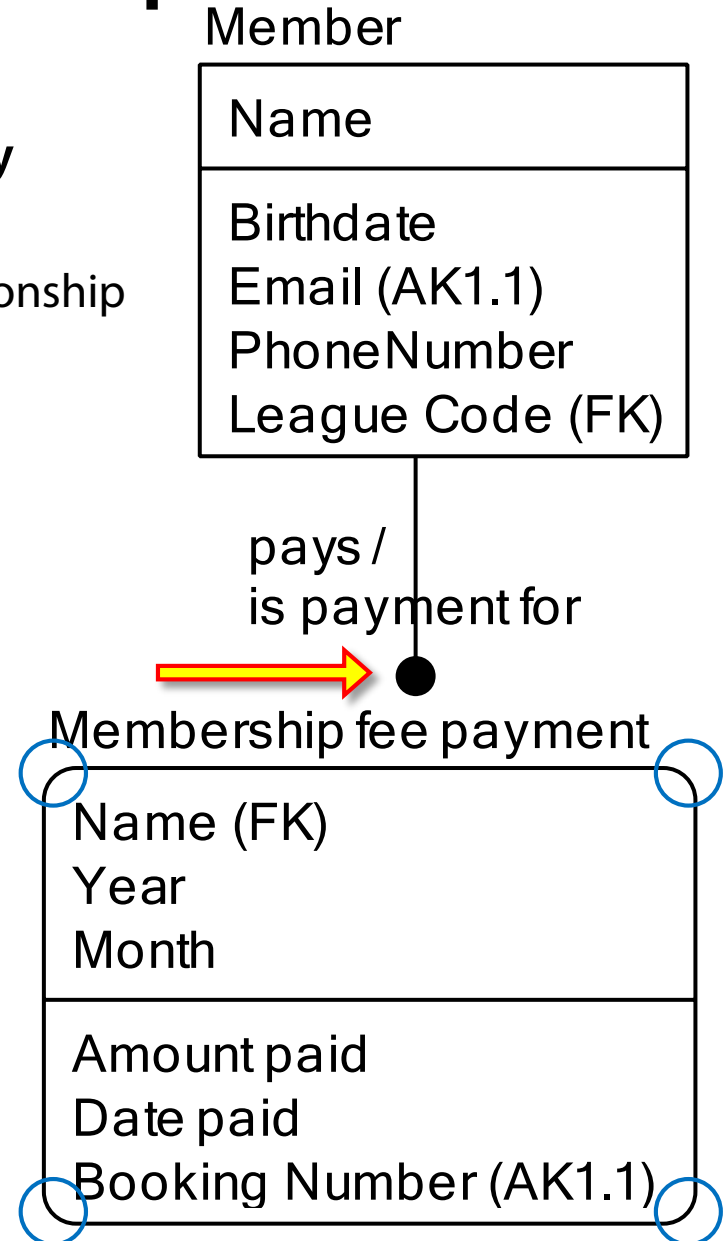 Member
Name
y
Birthdate
onship
Email (AK1.1)
PhoneNumber
League Code (FK)
pays /
is payment for
Membership fee payment
Name (FK)
Year
Month
Amount paid
Date paid
Booking Number (AK1.1)